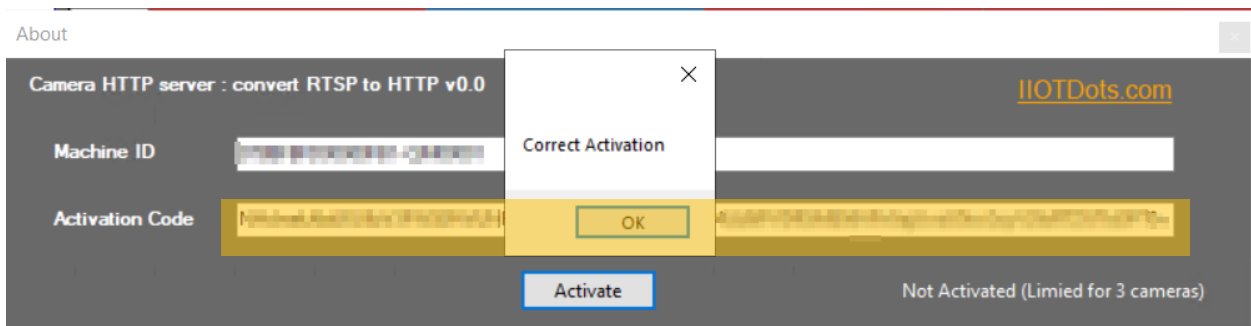 About
Camera HTTP server : convert RTSP to HTTP v0.0
IIOTDots.com
Machine ID
Correct Activation
Activation Code
OK
Activate
Not Activated (Limied for 3 cameras)